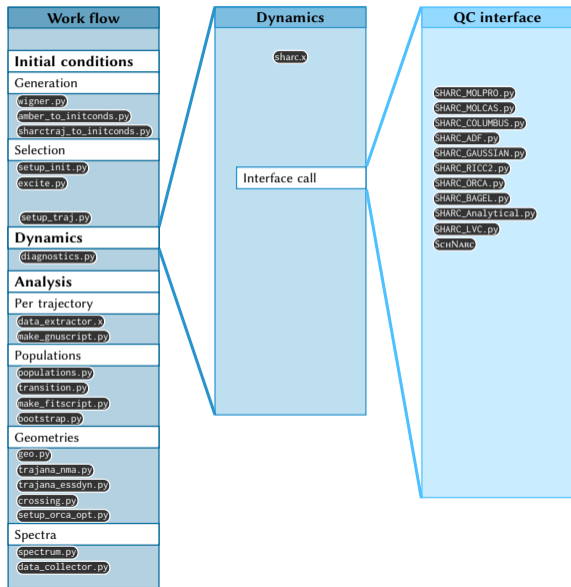 Work flow
Initial conditions
Generation
wigner.py
amber_to_initconds.py
sharctraj_to_initconds.py
Selection
setup_init.py
excite.py
setup_traj.py
Dynamics
diagnostics.py
Analysis
Per trajectory
data_extractor.x
make_gnuscript.py
Populations
populations.py
transition.py
make_fitscript.py
bootstrap.py
Geometries
geo.py
trajana_nma.py
trajana_essdyn.py
crossing.py
setup_orca_opt.py
Spectra
spectrum.py
data_collector.py
Dynamics
sharc.x
Interface call
QC interface
SHARC_MOLPRO.py
SHARC_MOLCAS.py
SHARC_COLUMBUS.py
SHARC_ADF.py
SHARC_GAUSSIAN.py
SHARC_RICC2.py
SHARC_ORCA.py
SHARC_BAGEL.py
SHARC_Analytical.py
SHARC_LVC.py
SCHNARC